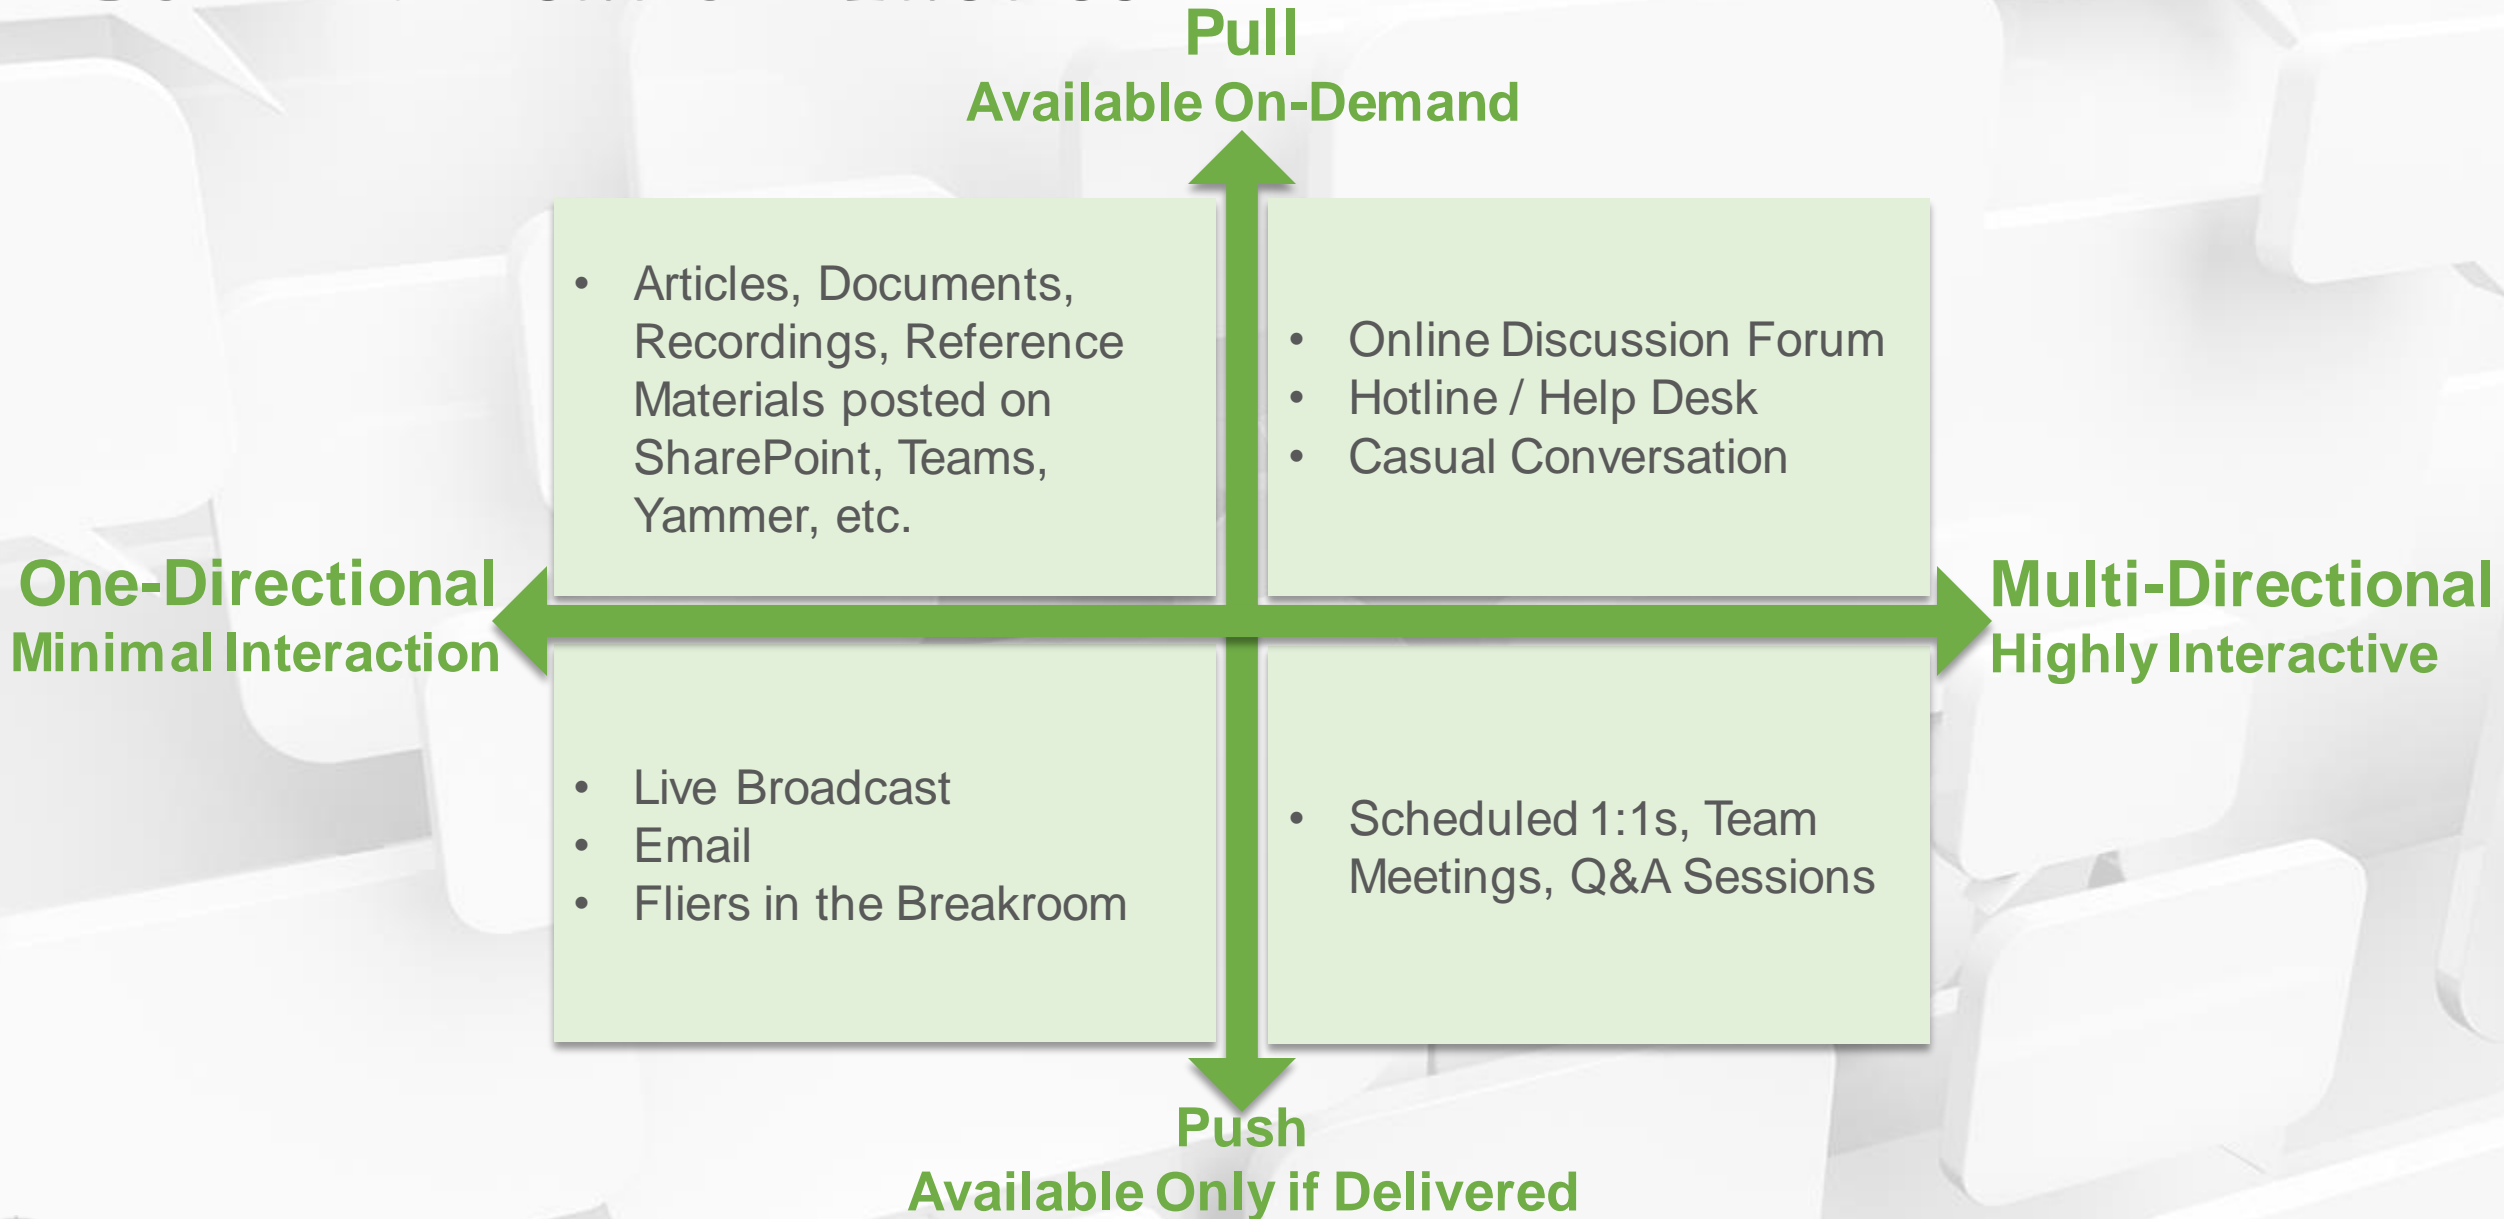 Pull
Available On-Demand
• Articles, Documents,
Recordings, Reference
Materials posted on
SharePoint, Teams,
Yammer, etc.
• Online Discussion Forum
• Hotline / Help Desk
• Casual Conversation
One-Directional
Minimal Interaction
Multi-Directional
Highly Interactive
• Live Broadcast
• Email
• Fliers in the Breakroom
• Scheduled 1:1s, Team
Meetings, Q&A Sessions
Push
Available Only if Delivered